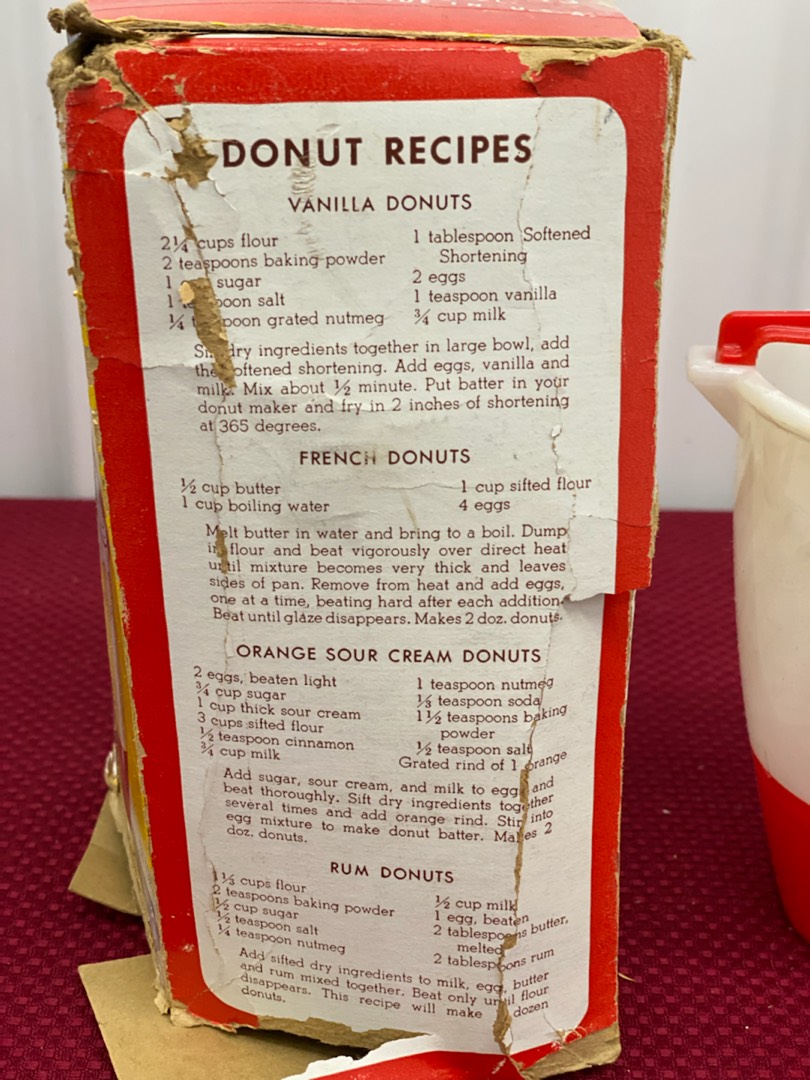 DONUT RECIPES
VANILLA DONUTS
2¼ cups flour
2 teaspoons baking powder
1 sugar
1 salt
¼ grated nutmeg
1 tablespoon Softened
Shortening
2 eggs
1 teaspoon vanilla
¾ cup milk
dry ingredients together in large bowl, add
the softened shortening. Add eggs, vanilla and
milk. Mix about ½ minute. Put batter in your
donut maker and fry in 2 inches of shortening
at 365 degrees.
FRENCH DONUTS
½ cup butter
1 cup boiling water
1 cup sifted flour
4 eggs
Melt butter in water and bring to a boil. Dump
in flour and beat vigorously over direct heat
until mixture becomes very thick and leaves
sides of pan. Remove from heat and add eggs,
one at a time, beating hard after each addition.
Beat until glaze disappears. Makes 2 doz. donuts.
ORANGE SOUR CREAM DONUTS
2 eggs, beaten light
¾ cup sugar
1 cup thick sour cream
3 cups sifted flour
½ teaspoon cinnamon
¾ cup milk
1 teaspoon nutmeg
⅓ teaspoon soda
1½ teaspoons baking
powder
½ teaspoon salt
Grated rind of 1 orange
Add sugar, sour cream, and milk to eggs and
beat thoroughly. Sift dry ingredients together
several times and add orange rind. Stir into
egg mixture to make donut batter. Makes 2
doz. donuts.
RUM DONUTS
1⅓ cups flour
2 teaspoons baking powder
½ cup sugar
½ teaspoon salt
¼ teaspoon nutmeg
½ cup milk
1 egg, beaten
2 tablespoons butter,
melted
2 tablespoons rum
Add sifted dry ingredients to milk, egg, butter
and rum mixed together. Beat only until flour
disappears. This recipe will make dozen
donuts.